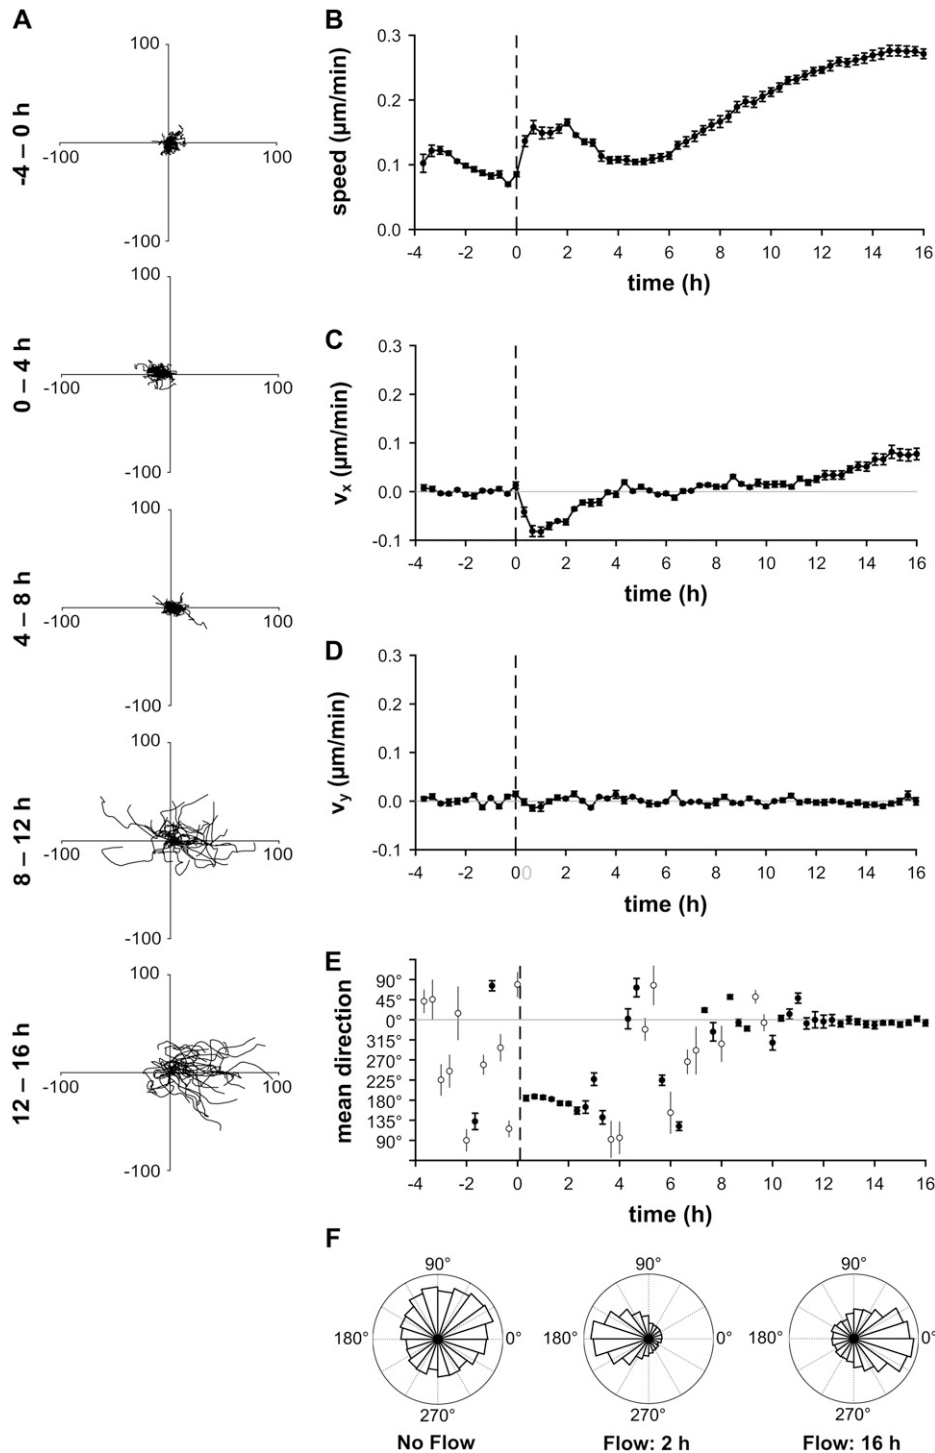 A
-4 – 0 h
100
-100
100
-100
0 – 4 h
100
-100
100
-100
4 – 8 h
100
-100
100
-100
8 – 12 h
100
-100
100
-100
12 – 16 h
100
-100
100
-100
B
speed (µm/min)
0.3
0.2
0.1
0.0
-4 -2 0 2 4 6 8 10 12 14 16
time (h)
C
vx (µm/min)
0.3
0.2
0.1
0.0
-0.1
-4 -2 0 2 4 6 8 10 12 14 16
time (h)
D
vy (µm/min)
0.3
0.2
0.1
0.0
-0.1
-4 -2 0 0 2 4 6 8 10 12 14 16
time (h)
E
mean direction
90°
45°
0°
315°
270°
225°
180°
135°
90°
-4 -2 0 2 4 6 8 10 12 14 16
time (h)
F
90°
180°
0°
270°
No Flow
90°
180°
0°
270°
Flow: 2 h
90°
180°
0°
270°
Flow: 16 h